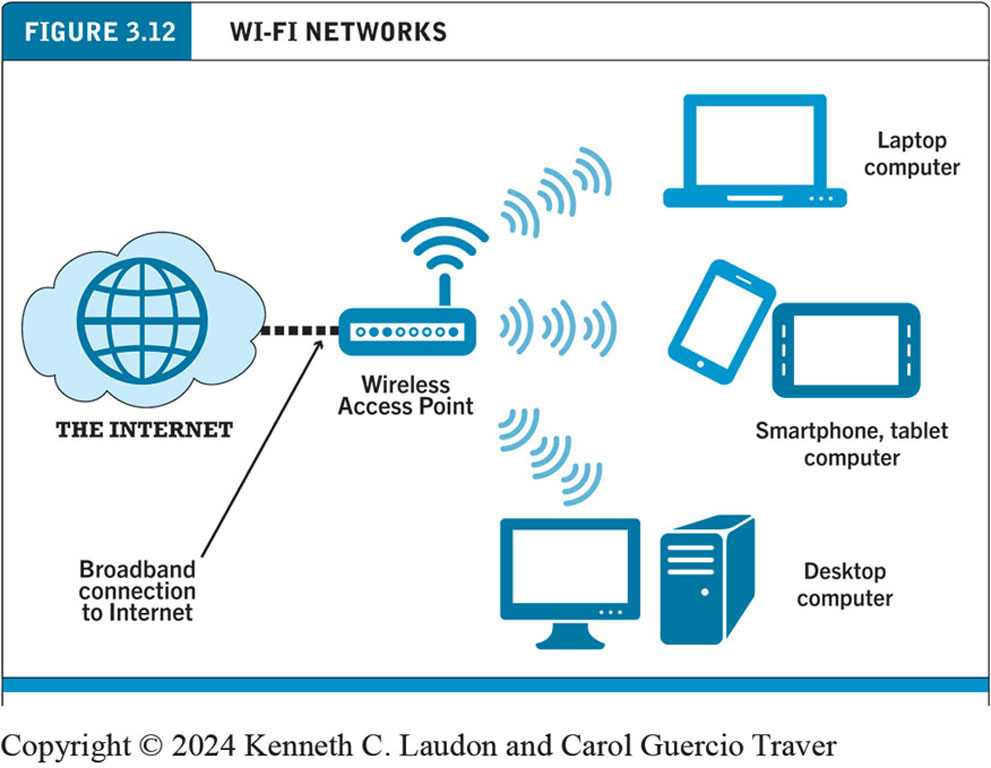 FIGURE 3.12
WI-FI NETWORKS
Laptop
computer
THE INTERNET
Wireless
Access Point
Smartphone, tablet
computer
Broadband
connection
to Internet
Desktop
computer
Copyright © 2024 Kenneth C. Laudon and Carol Guercio Traver